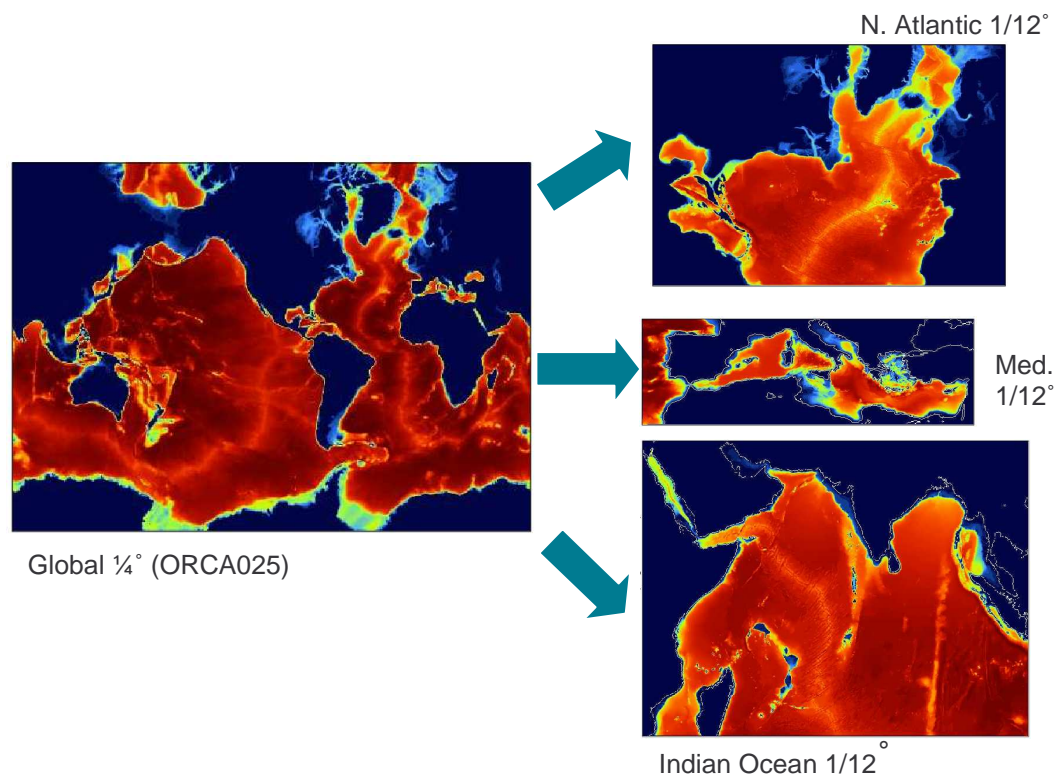 N. Atlantic 1/12˚
Med.
1/12˚
Global ¼˚ (ORCA025)
Indian Ocean 1/12°